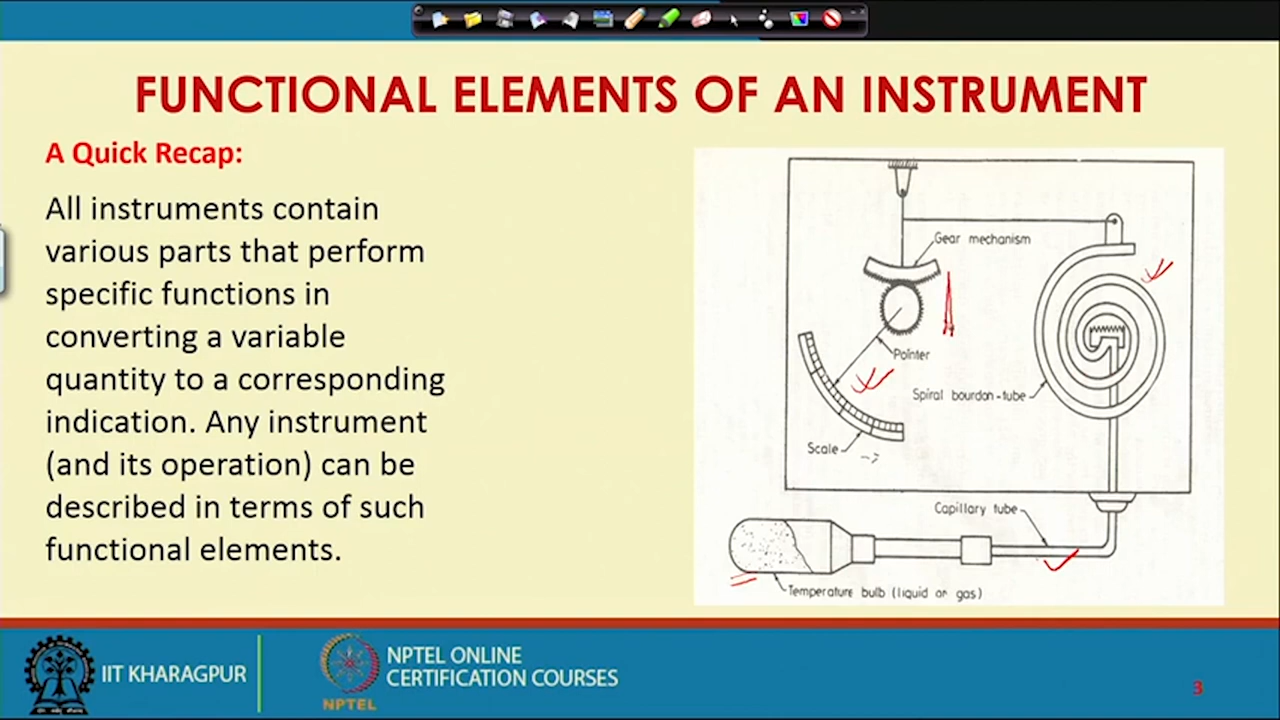 FUNCTIONAL ELEMENTS OF AN INSTRUMENT
A Quick Recap:
All instruments contain
various parts that perform
specific functions in
converting a variable
quantity to a corresponding
indication. Any instrument
(and its operation) can be
described in terms of such
functional elements.
Gear mechanism
Pointer
Spiral bourdon-tube
Scale
Capillary tube
Temperature bulb (liquid or gas)
IIT KHARAGPUR
NPTEL
NPTEL ONLINE
CERTIFICATION COURSES
3